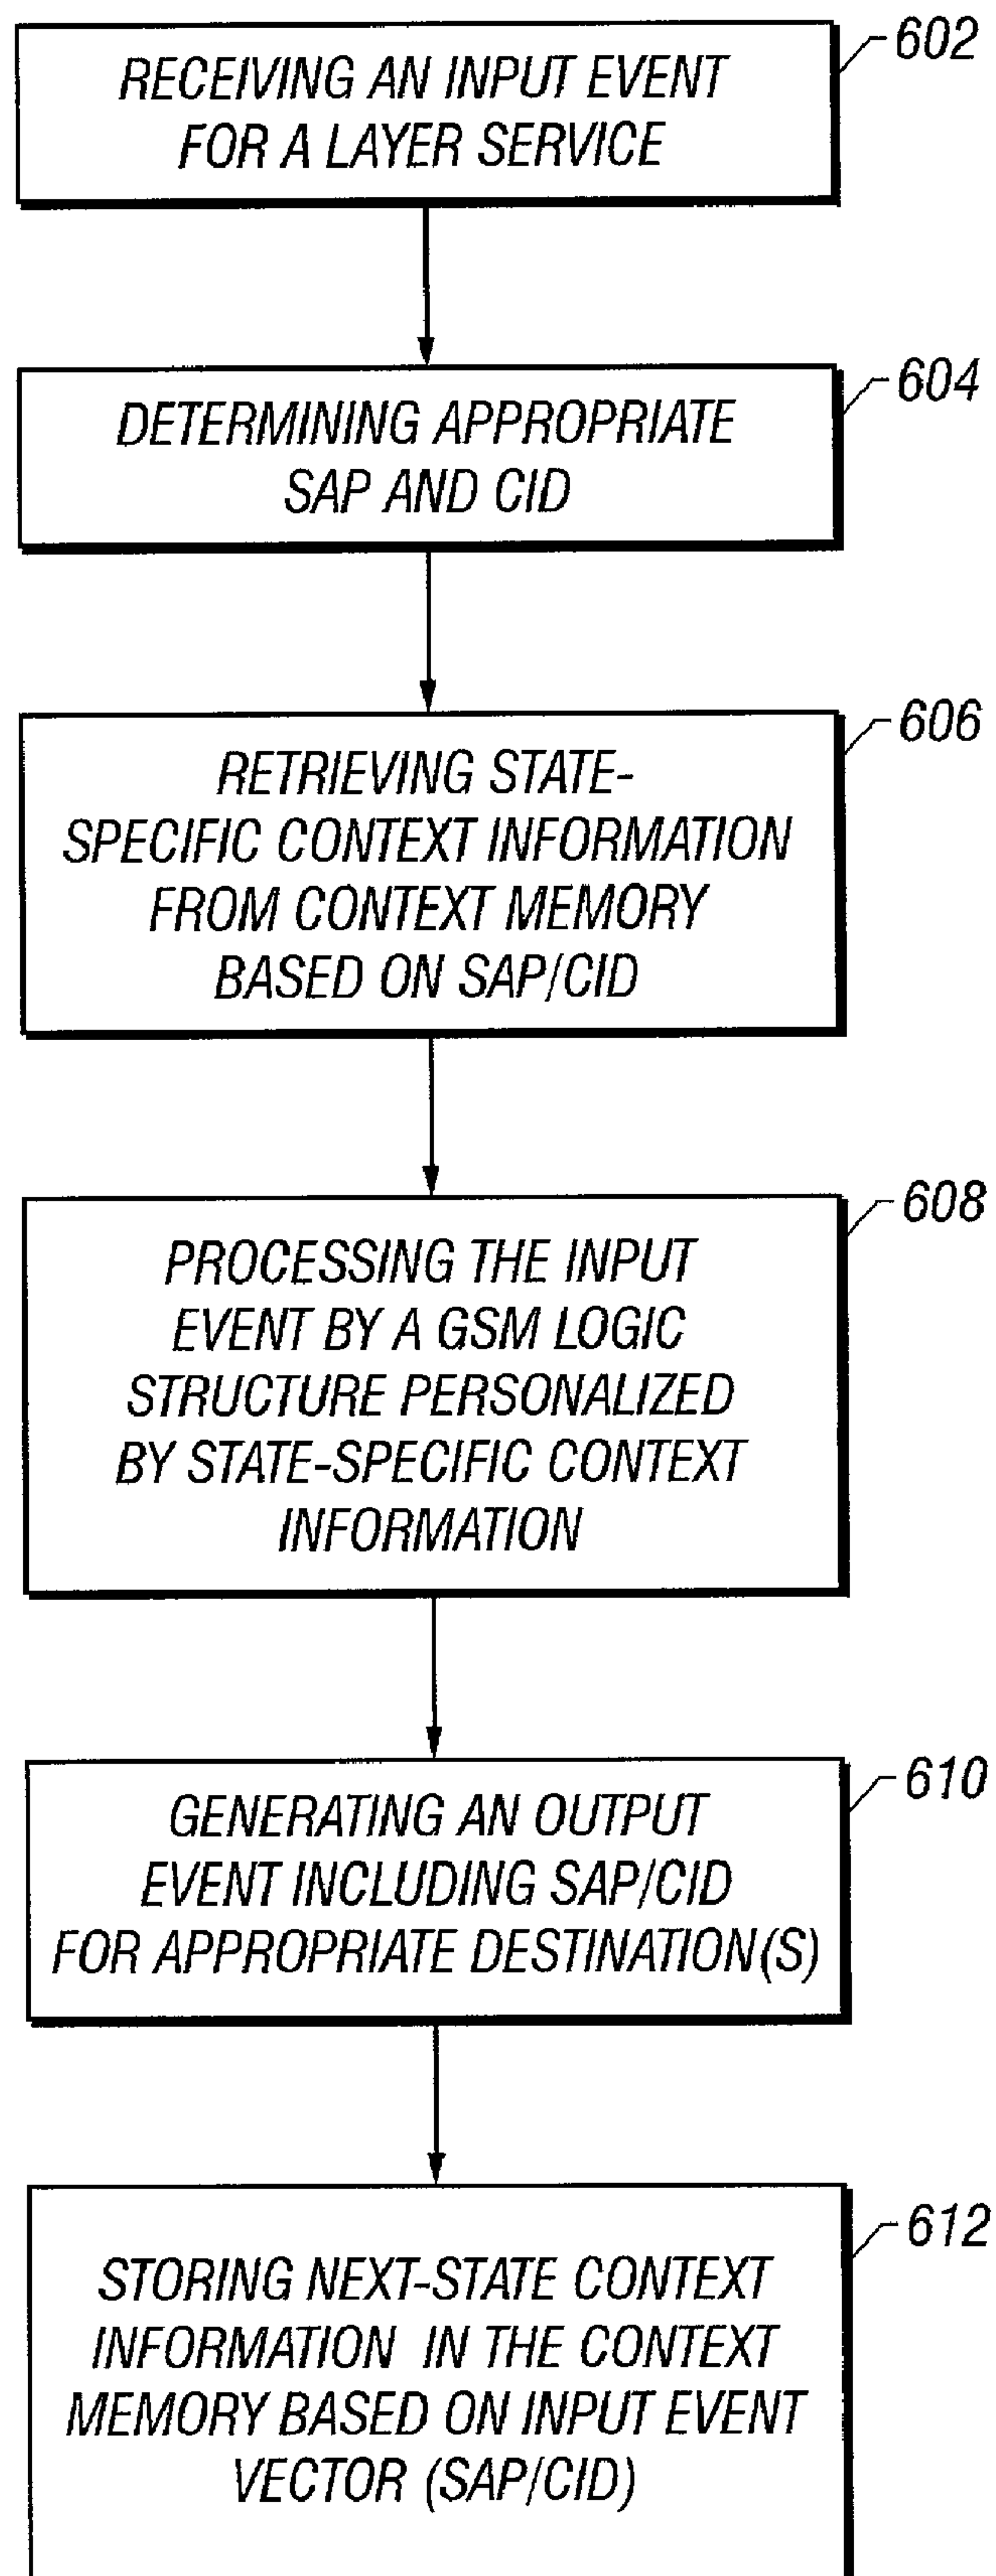 RECEIVING AN INPUT EVENT
FOR A LAYER SERVICE
602
DETERMINING APPROPRIATE
SAP AND CID
604
RETRIEVING STATE-
SPECIFIC CONTEXT INFORMATION
FROM CONTEXT MEMORY
BASED ON SAP/CID
606
PROCESSING THE INPUT
EVENT BY A GSM LOGIC
STRUCTURE PERSONALIZED
BY STATE-SPECIFIC CONTEXT
INFORMATION
608
GENERATING AN OUTPUT
EVENT INCLUDING SAP/CID
FOR APPROPRIATE DESTINATION(S)
610
STORING NEXT-STATE CONTEXT
INFORMATION IN THE CONTEXT
MEMORY BASED ON INPUT EVENT
VECTOR (SAP/CID)
612